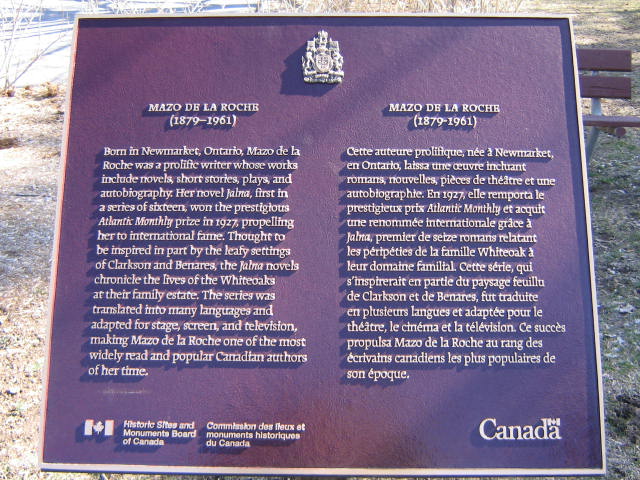 MAZO DE LA ROCHE
(1879–1961)
Born in Newmarket, Ontario, Mazo de la
Roche was a prolific writer whose works
include novels, short stories, plays, and
autobiography. Her novel Jalna, first in
a series of sixteen, won the prestigious
Atlantic Monthly prize in 1927, propelling
her to international fame. Thought to
be inspired in part by the leafy settings
of Clarkson and Benares, the Jalna novels
chronicle the lives of the Whiteoaks
at their family estate. The series was
translated into many languages and
adapted for stage, screen, and television,
making Mazo de la Roche one of the most
widely read and popular Canadian authors
of her time.
MAZO DE LA ROCHE
(1879-1961)
Cette auteure prolifique, née à Newmarket,
en Ontario, laissa une œuvre incluant
romans, nouvelles, pièces de théâtre et une
autobiographie. En 1927, elle remporta le
prestigieux prix Atlantic Monthly et acquit
une renommée internationale grâce à
Jalna, premier de seize romans relatant
les péripéties de la famille Whiteoak à
leur domaine familial. Cette série, qui
s'inspirerait en partie du paysage feuillu
de Clarkson et de Benares, fut traduite
en plusieurs langues et adaptée pour le
théâtre, le cinéma et la télévision. Ce succès
propulsa Mazo de la Roche au rang des
écrivains canadiens les plus populaires de
son époque.
Historic Sites and
Monuments Board
of Canada
Commission des lieux et
monuments historiques
du Canada
Canada